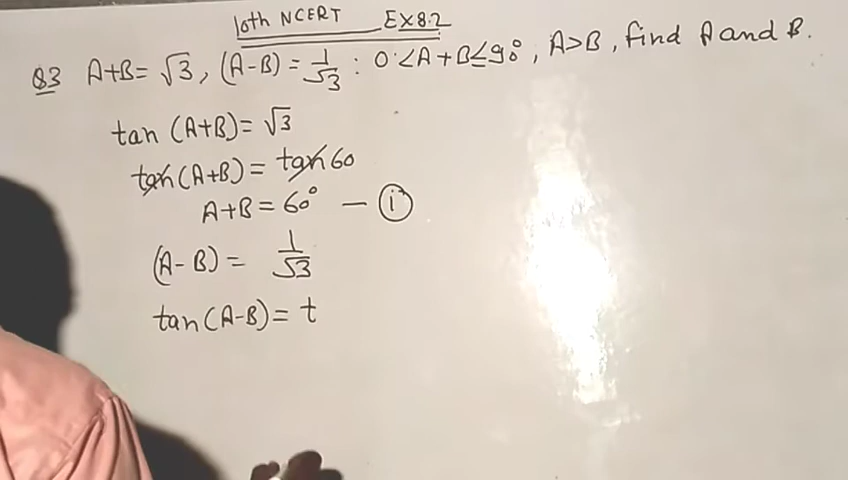 10th NCERT EX 8.2
Q3 A+B= √3, (A-B) = 1/√3 : 0°<A+B≤90°, A>B, find A and B.
tan (A+B) = √3
tan (A+B) = tan 60
A+B = 60° — (i)
(A-B) = 1/√3
tan (A-B) = t